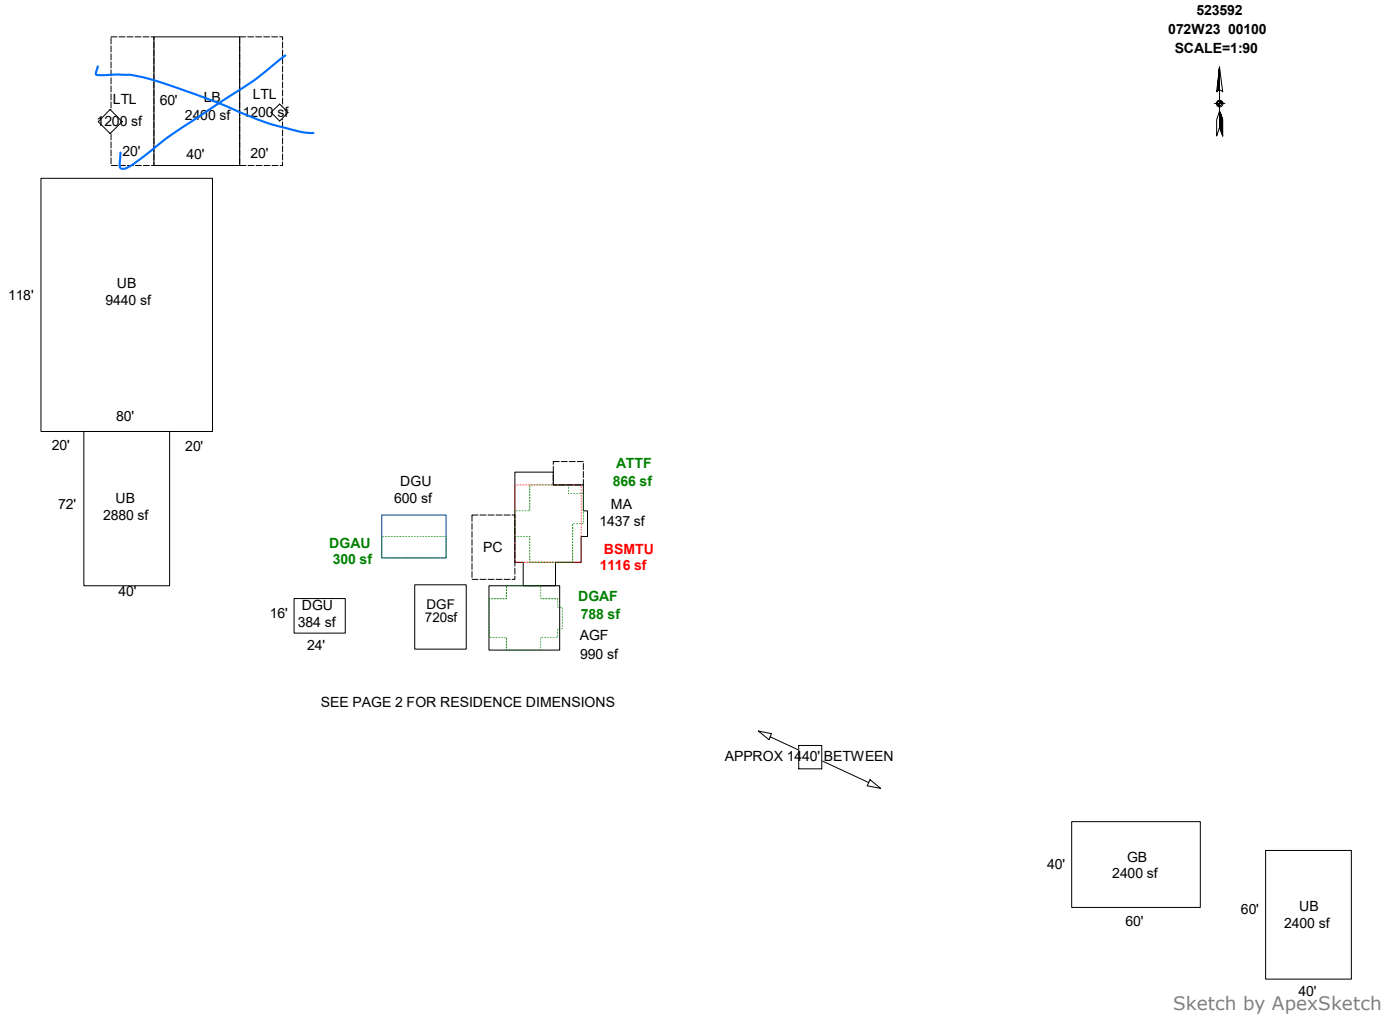 523592
072W23 00100
SCALE=1:90
LTL
1200 sf
20'
60'
LB
2400 sf
40'
LTL
1200 sf
20'
118'
UB
9440 sf
80'
20'
20'
72'
UB
2880 sf
40'
DGU
600 sf
DGAU
300 sf
PC
ATTF
866 sf
MA
1437 sf
BSMTU
1116 sf
16'
DGU
384 sf
24'
DGF
720sf
DGAF
788 sf
AGF
990 sf
SEE PAGE 2 FOR RESIDENCE DIMENSIONS
APPROX 1440' BETWEEN
40'
GB
2400 sf
60'
60'
UB
2400 sf
40'
Sketch by ApexSketch